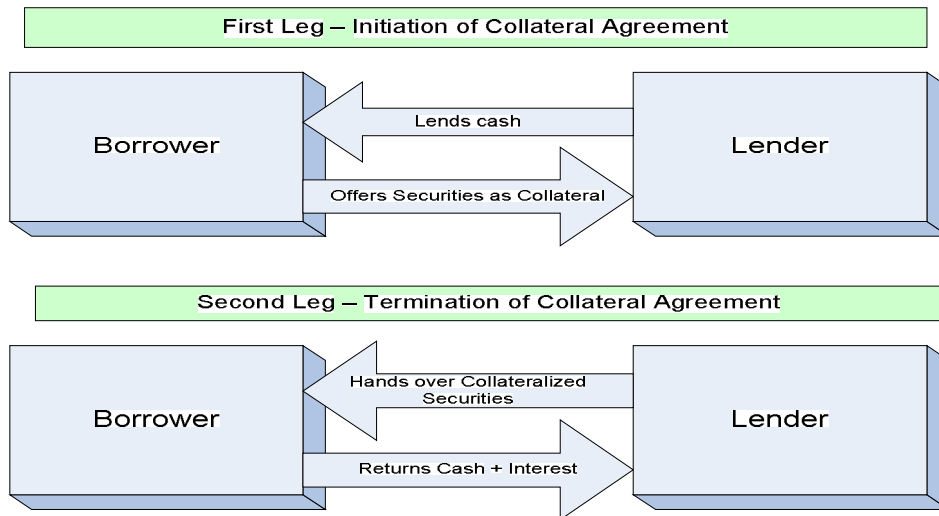 First Leg – Initiation of Collateral Agreement
Borrower
Lends cash
Offers Securities as Collateral
Lender
Second Leg – Termination of Collateral Agreement
Borrower
Hands over Collateralized
Securities
Returns Cash + Interest
Lender